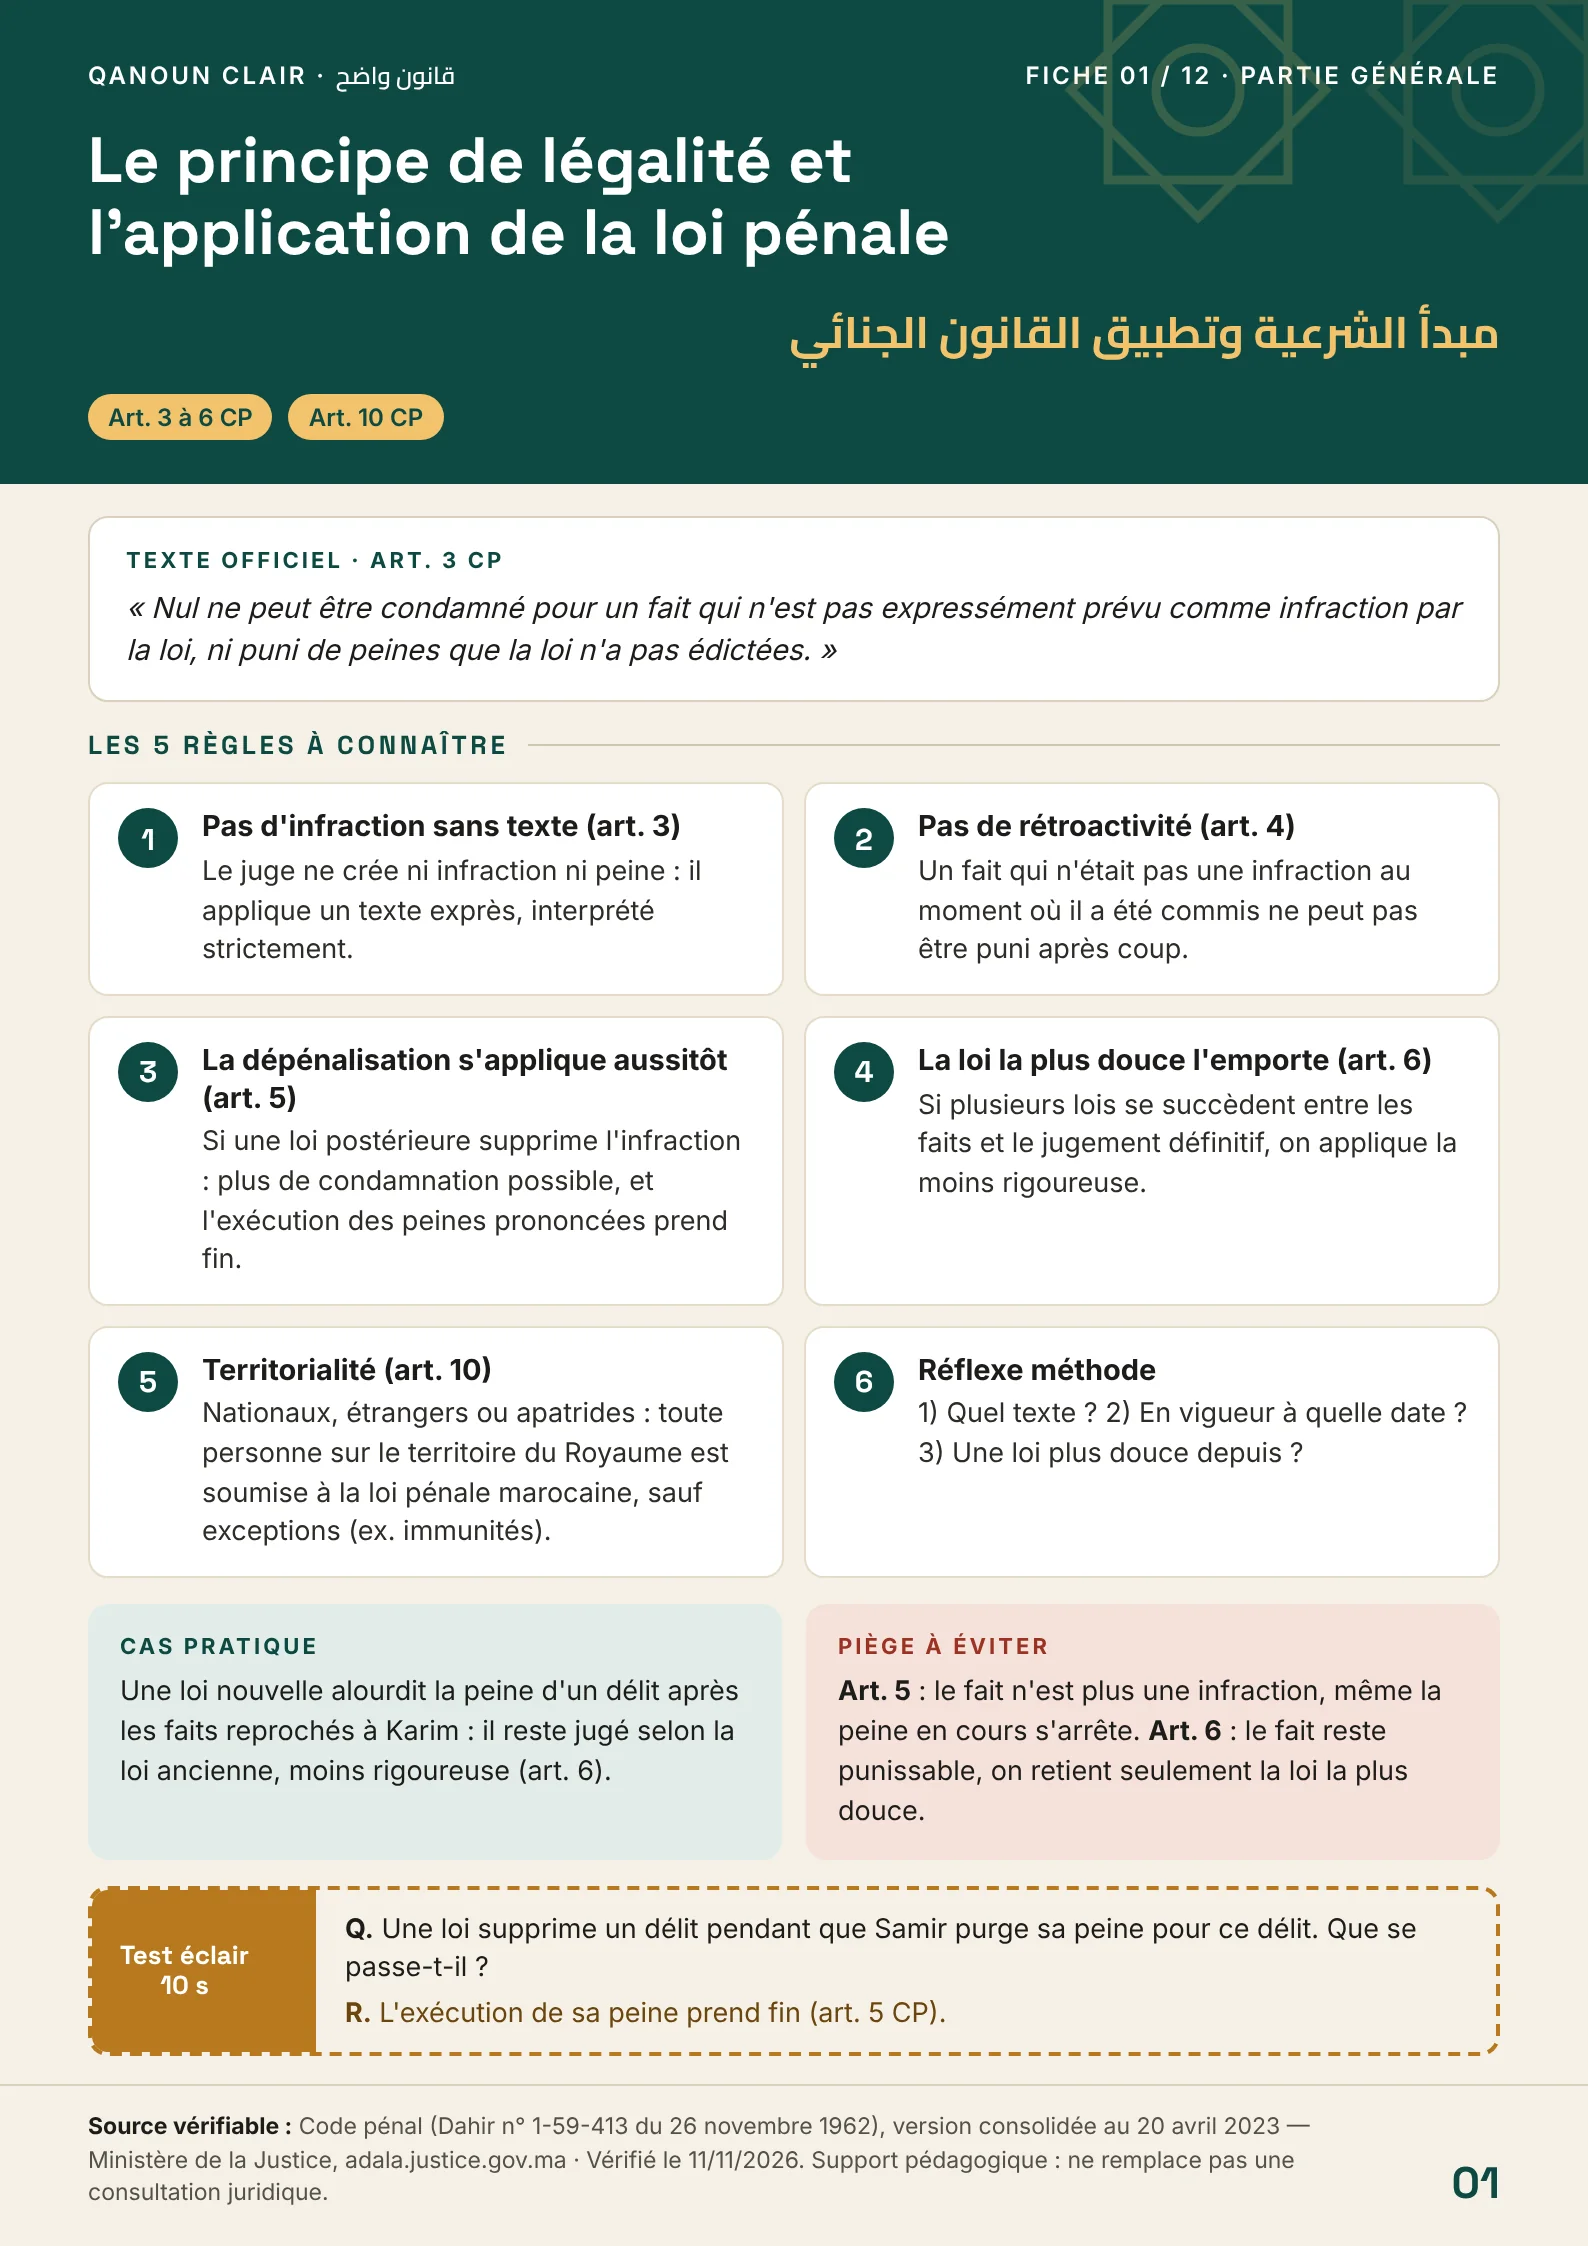 QANOUN CLAIR · قانون واضح
FICHE 01 / 12 · PARTIE GÉNÉRALE
Le principe de légalité et
l’application de la loi pénale
مبدأ الشرعية وتطبيق القانون الجنائي
Art. 3 à 6 CP
Art. 10 CP
TEXTE OFFICIEL · ART. 3 CP
« Nul ne peut être condamné pour un fait qui n'est pas expressément prévu comme infraction par
la loi, ni puni de peines que la loi n'a pas édictées. »
LES 5 RÈGLES À CONNAÎTRE
1
Pas d'infraction sans texte (art. 3)
Le juge ne crée ni infraction ni peine : il
applique un texte exprès, interprété
strictement.
2
Pas de rétroactivité (art. 4)
Un fait qui n'était pas une infraction au
moment où il a été commis ne peut pas
être puni après coup.
3
La dépénalisation s'applique aussitôt
(art. 5)
Si une loi postérieure supprime l'infraction
: plus de condamnation possible, et
l'exécution des peines prononcées prend
fin.
4
La loi la plus douce l'emporte (art. 6)
Si plusieurs lois se succèdent entre les
faits et le jugement définitif, on applique la
moins rigoureuse.
5
Territorialité (art. 10)
Nationaux, étrangers ou apatrides : toute
personne sur le territoire du Royaume est
soumise à la loi pénale marocaine, sauf
exceptions (ex. immunités).
6
Réflexe méthode
1) Quel texte ? 2) En vigueur à quelle date ?
3) Une loi plus douce depuis ?
CAS PRATIQUE
Une loi nouvelle alourdit la peine d'un délit après
les faits reprochés à Karim : il reste jugé selon la
loi ancienne, moins rigoureuse (art. 6).
PIÈGE À ÉVITER
Art. 5 : le fait n'est plus une infraction, même la
peine en cours s'arrête. Art. 6 : le fait reste
punissable, on retient seulement la loi la plus
douce.
Test éclair
10 s
Q. Une loi supprime un délit pendant que Samir purge sa peine pour ce délit. Que se
passe-t-il ?
R. L'exécution de sa peine prend fin (art. 5 CP).
Source vérifiable : Code pénal (Dahir n° 1-59-413 du 26 novembre 1962), version consolidée au 20 avril 2023 —
Ministère de la Justice, adala.justice.gov.ma · Vérifié le 11/11/2026. Support pédagogique : ne remplace pas une
consultation juridique.
01